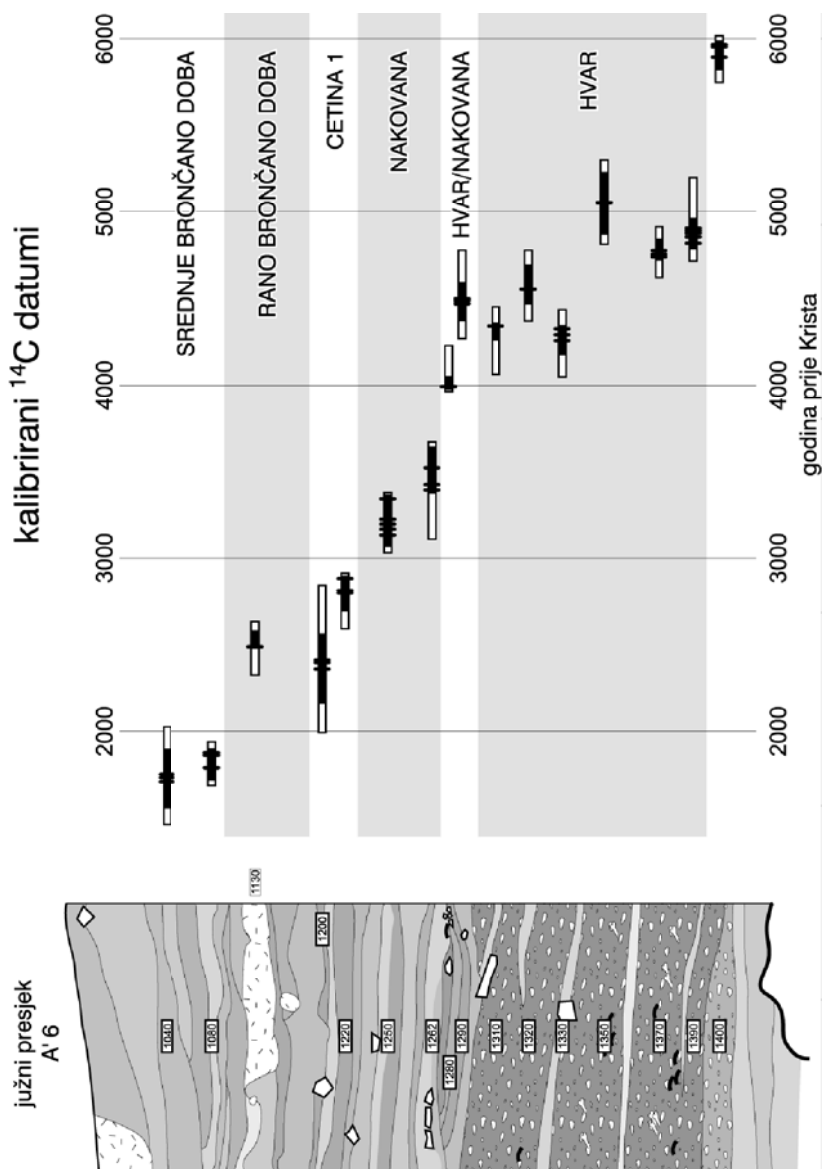 kalibrirani ¹⁴C datumi
6000
5000
4000
3000
2000
SREDNJE BRONČANO DOBA
RANO BRONČANO DOBA
CETINA 1
NAKOVANA
HVAR/NAKOVANA
HVAR
6000
5000
4000
3000
2000
godina prije Krista
južni presjek
A' 6
1040
1080
1130
1200
1220
1250
1262
1280
1290
1310
1320
1330
1350
1370
1390
1400